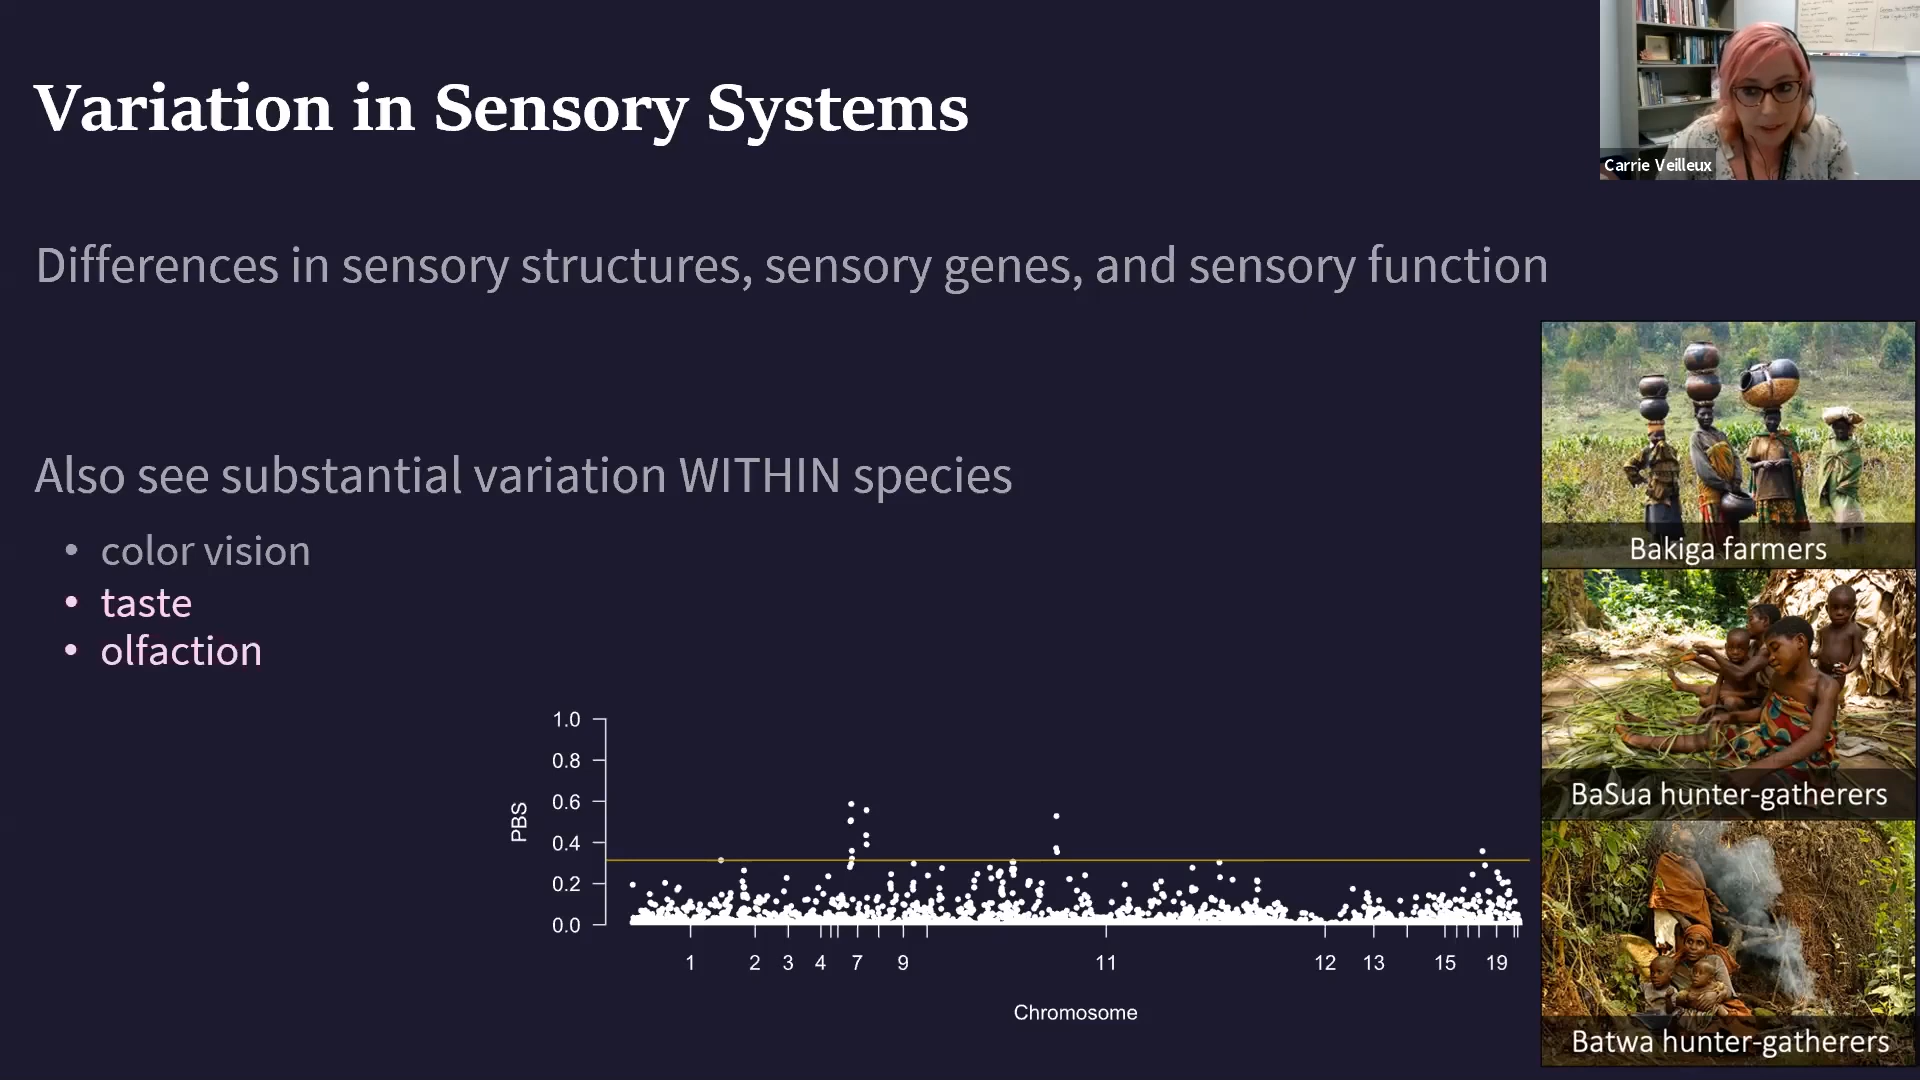 Variation in Sensory Systems
Carrie Veilleux
Differences in sensory structures, sensory genes, and sensory function
Also see substantial variation WITHIN species
• color vision
• taste
• olfaction
Bakiga farmers
BaSua hunter-gatherers
Batwa hunter-gatherers
PBS
1.0
0.8
0.6
0.4
0.2
0.0
1 2 3 4 7 9 11 12 13 15 19
Chromosome